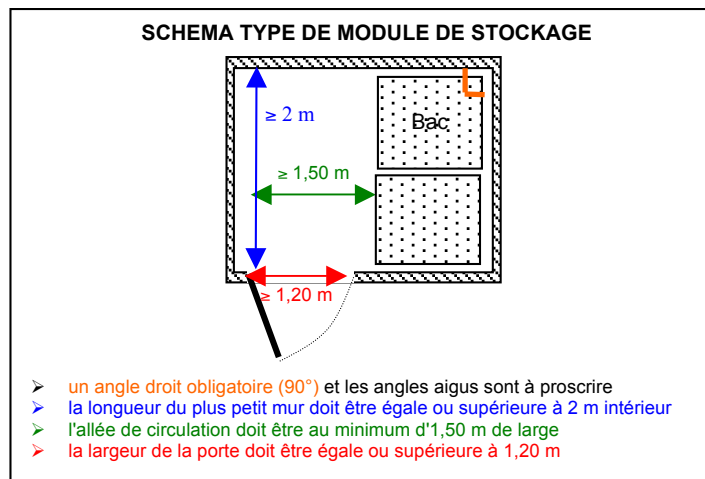 SCHEMA TYPE DE MODULE DE STOCKAGE
≥ 2 m
Bac
≥ 1,50 m
≥ 1,20 m
➢ un angle droit obligatoire (90°) et les angles aigus sont à proscrire
➢ la longueur du plus petit mur doit être égale ou supérieure à 2 m intérieur
➢ l'allée de circulation doit être au minimum d'1,50 m de large
➢ la largeur de la porte doit être égale ou supérieure à 1,20 m